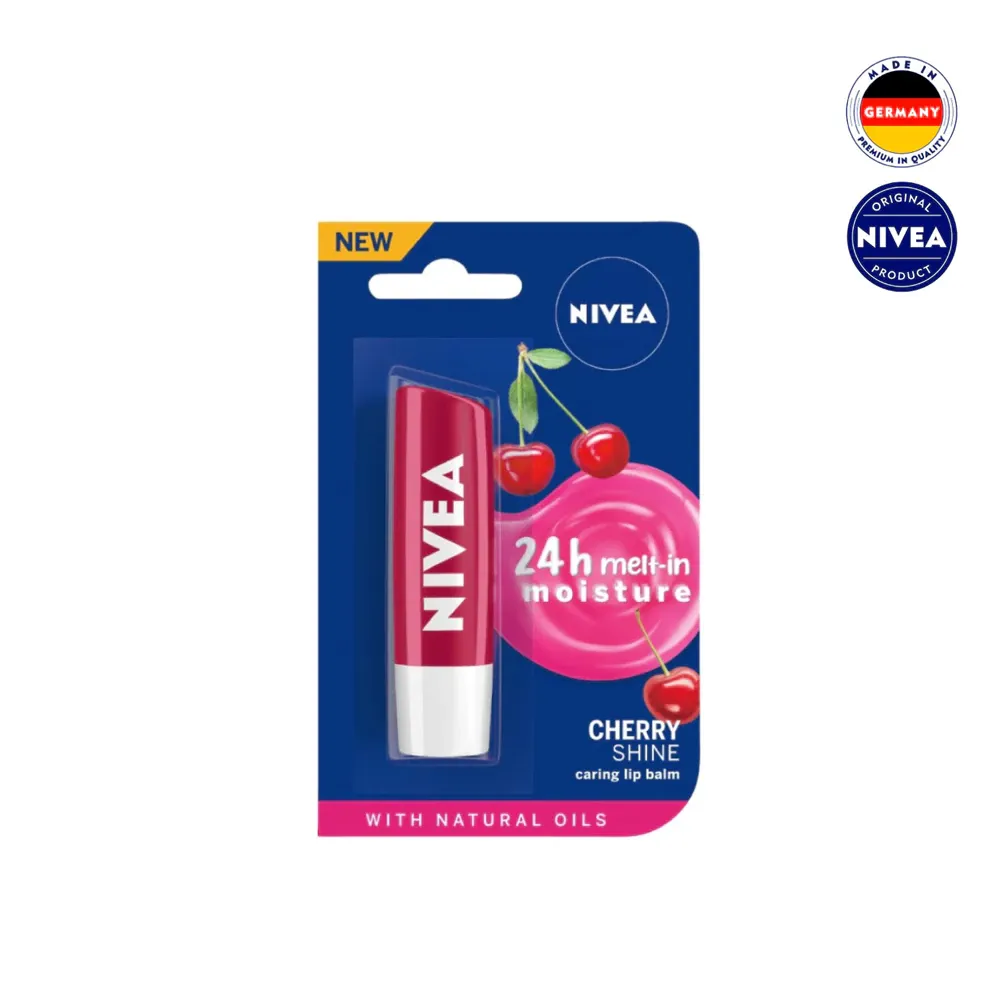 MADE IN
GERMANY
PREMIUM IN QUALITY
ORIGINAL
NIVEA
PRODUCT
NEW
NIVEA
NIVEA
24h melt-in
moisture
CHERRY
SHINE
caring lip balm
WITH NATURAL OILS